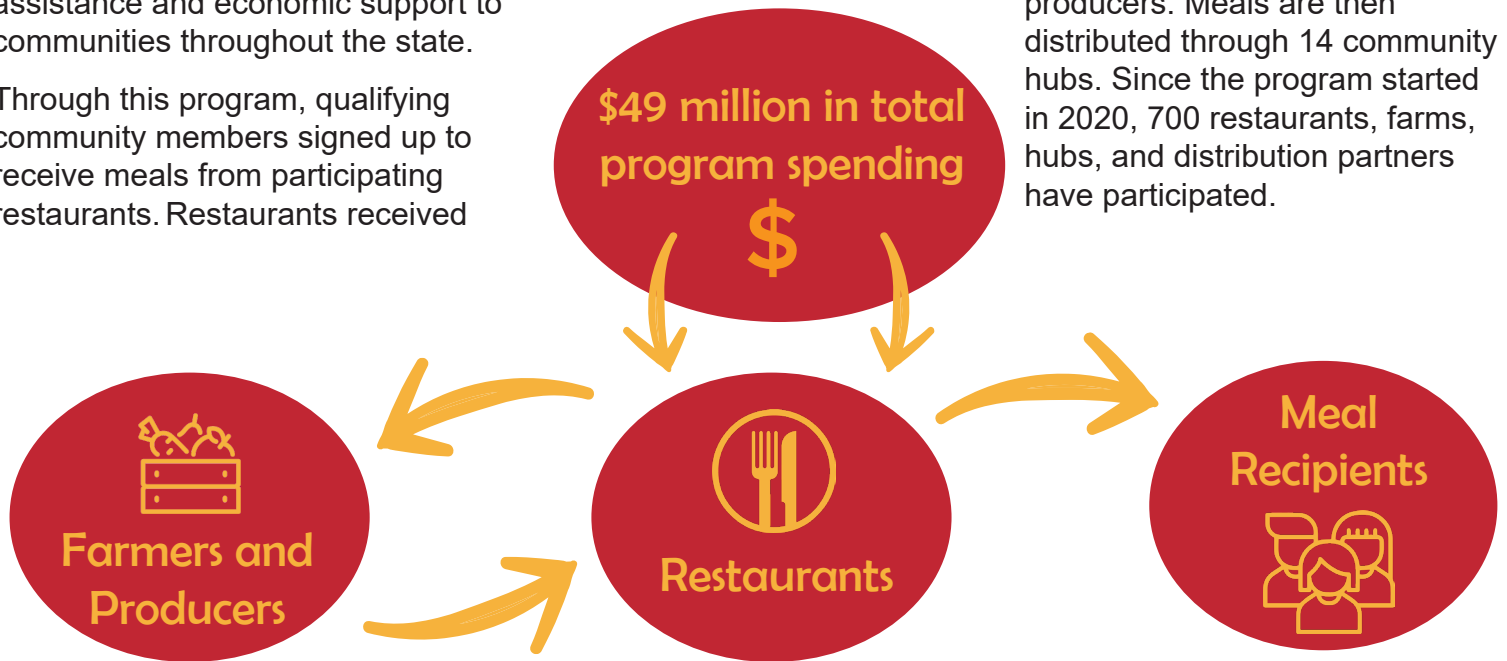 assistance and economic support to
communities throughout the state.
Through this program, qualifying
community members signed up to
receive meals from participating
restaurants. Restaurants received
$49 million in total
program spending
$
producers. Meals are then
distributed through 14 community
hubs. Since the program started
in 2020, 700 restaurants, farms,
hubs, and distribution partners
have participated.
Farmers and
Producers
Restaurants
Meal
Recipients